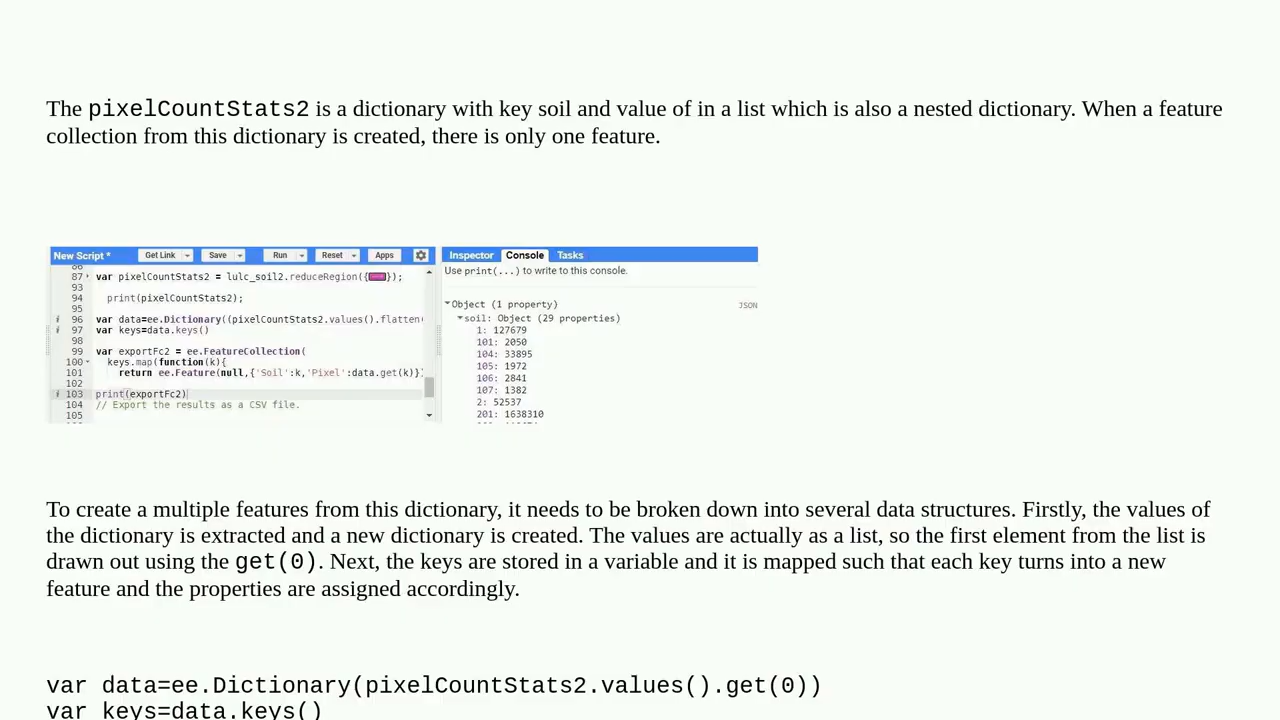 The pixelCountStats2 is a dictionary with key soil and value of in a list which is also a nested dictionary. When a feature
collection from this dictionary is created, there is only one feature.
New Script * Get Link Save Run Reset Apps
87 var pixelCountStats2 = lulc_soil2.reduceRegion({ });
93
94 print(pixelCountStats2);
95
96 var data=ee.Dictionary((pixelCountStats2.values().flatten(
97 var keys=data.keys()
98
99 var exportFc2 = ee.FeatureCollection(
100 keys.map(function(k){
101 return ee.Feature(null,{'Soil':k,'Pixel':data.get(k)})
102
103 print(exportFc2)
104 // Export the results as a CSV file.
105
Inspector Console Tasks
Use print(...) to write to this console.
Object (1 property) JSON
soil: Object (29 properties)
1: 127679
101: 2050
104: 33895
105: 1972
106: 2841
107: 1382
2: 52537
201: 1638310
To create a multiple features from this dictionary, it needs to be broken down into several data structures. Firstly, the values of
the dictionary is extracted and a new dictionary is created. The values are actually as a list, so the first element from the list is
drawn out using the get(0). Next, the keys are stored in a variable and it is mapped such that each key turns into a new
feature and the properties are assigned accordingly.
var data=ee.Dictionary(pixelCountStats2.values().get(0))
var keys=data.keys()